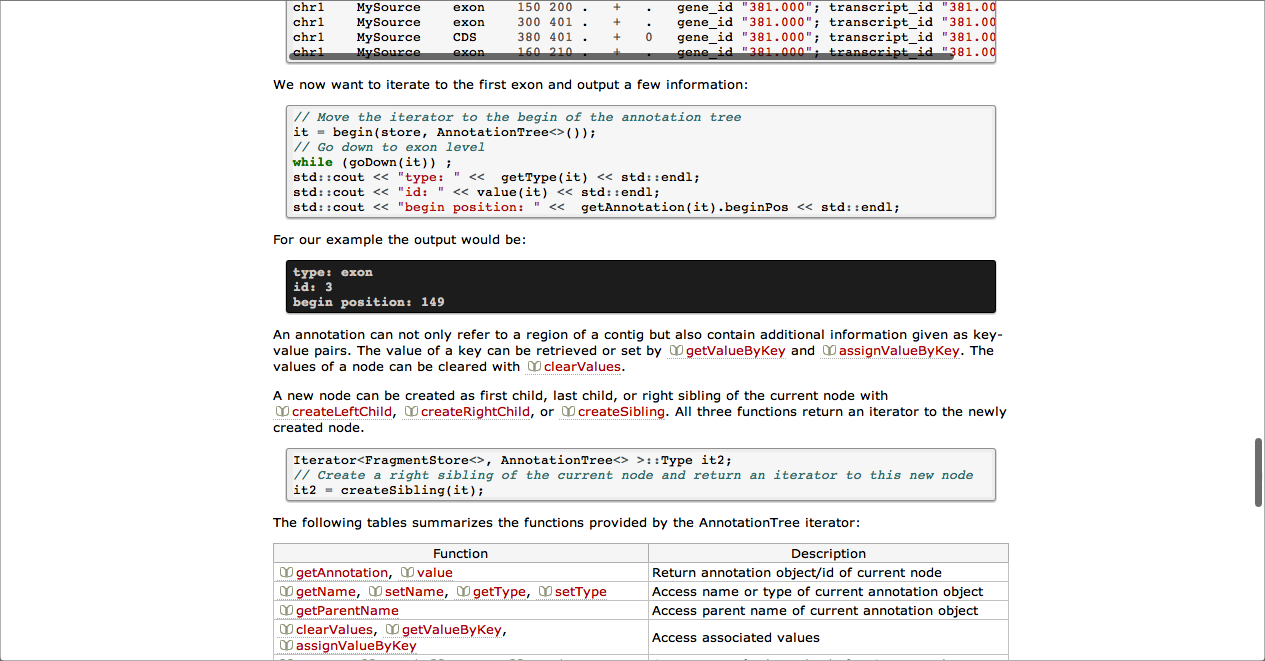 chr1 MySource exon 150 200 . + . gene_id "381.000"; transcript_id "381.00
chr1 MySource exon 300 401 . + . gene_id "381.000"; transcript_id "381.00
chr1 MySource CDS 380 401 . + 0 gene_id "381.000"; transcript_id "381.00
chr1 MySource exon 160 210 . + . gene_id "381.000"; transcript_id "381.00
We now want to iterate to the first exon and output a few information:
// Move the iterator to the begin of the annotation tree
it = begin(store, AnnotationTree<>());
// Go down to exon level
while (goDown(it)) ;
std::cout << "type: " <<  getType(it) << std::endl;
std::cout << "id: " << value(it) << std::endl;
std::cout << "begin position: " <<  getAnnotation(it).beginPos << std::endl;
For our example the output would be:
type: exon
id: 3
begin position: 149
An annotation can not only refer to a region of a contig but also contain additional information given as key-
value pairs. The value of a key can be retrieved or set by getValueByKey and assignValueByKey. The
values of a node can be cleared with clearValues.
A new node can be created as first child, last child, or right sibling of the current node with
createLeftChild, createRightChild, or createSibling. All three functions return an iterator to the newly
created node.
Iterator<FragmentStore<>, AnnotationTree<> >::Type it2;
// Create a right sibling of the current node and return an iterator to this new node
it2 = createSibling(it);
The following tables summarizes the functions provided by the AnnotationTree iterator:
Function Description
getAnnotation, value Return annotation object/id of current node
getName, setName, getType, setType Access name or type of current annotation object
getParentName Access parent name of current annotation object
clearValues, getValueByKey,
assignValueByKey Access associated values